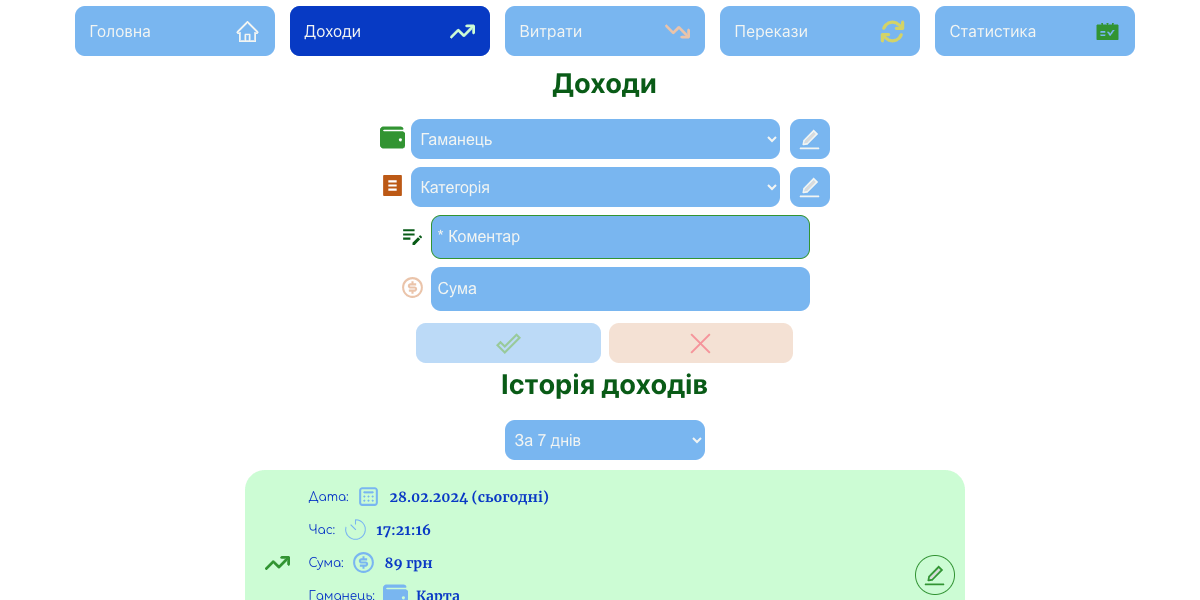 Головна Доходи Витрати Перекази Статистика
Доходи
Гаманець
Категорія
* Коментар
Сума
Історія доходів
За 7 днів
Дата: 28.02.2024 (сьогодні)
Час: 17:21:16
Сума: 89 грн
Гаманець: Карта